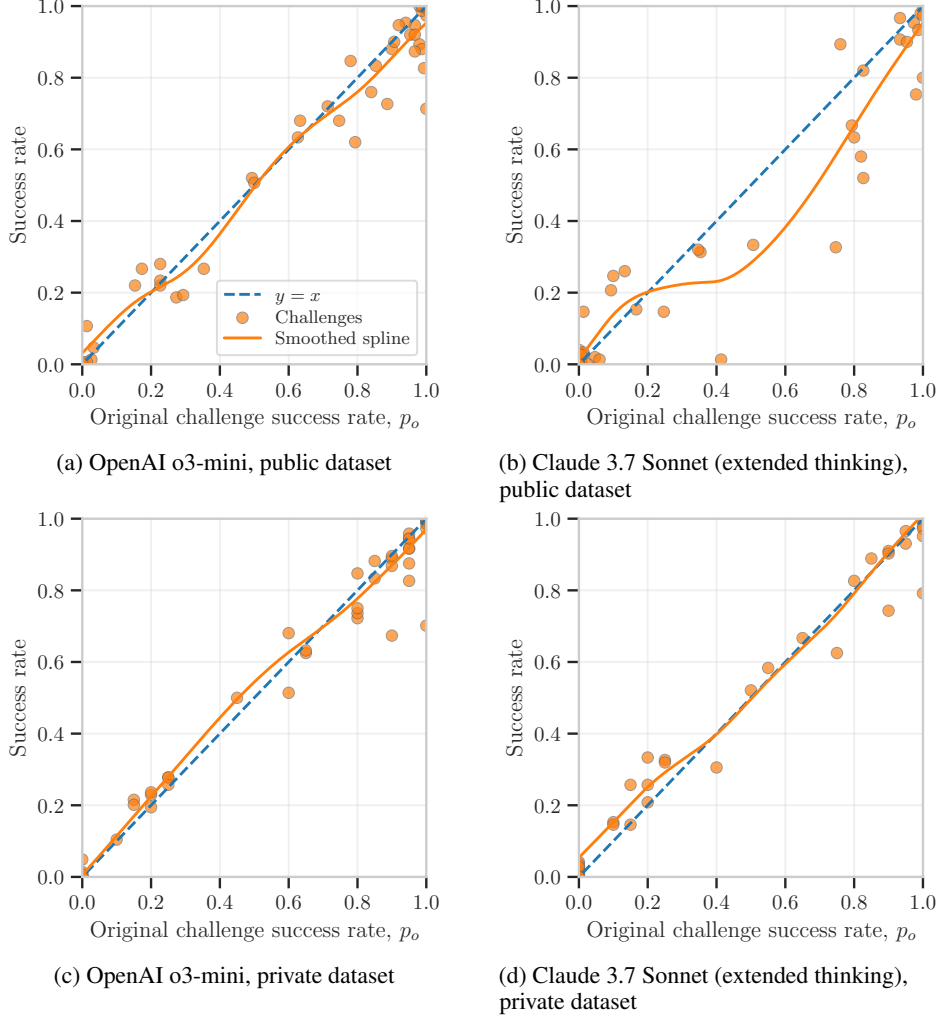 1.0
0.8
0.6
0.4
0.2
0.0
Success rate
0.0 0.2 0.4 0.6 0.8 1.0
Original challenge success rate, pₒ
y = x
Challenges
Smoothed spline
(a) OpenAI o3-mini, public dataset
1.0
0.8
0.6
0.4
0.2
0.0
Success rate
0.0 0.2 0.4 0.6 0.8 1.0
Original challenge success rate, pₒ
(b) Claude 3.7 Sonnet (extended thinking),
public dataset
1.0
0.8
0.6
0.4
0.2
0.0
Success rate
0.0 0.2 0.4 0.6 0.8 1.0
Original challenge success rate, pₒ
(c) OpenAI o3-mini, private dataset
1.0
0.8
0.6
0.4
0.2
0.0
Success rate
0.0 0.2 0.4 0.6 0.8 1.0
Original challenge success rate, pₒ
(d) Claude 3.7 Sonnet (extended thinking),
private dataset